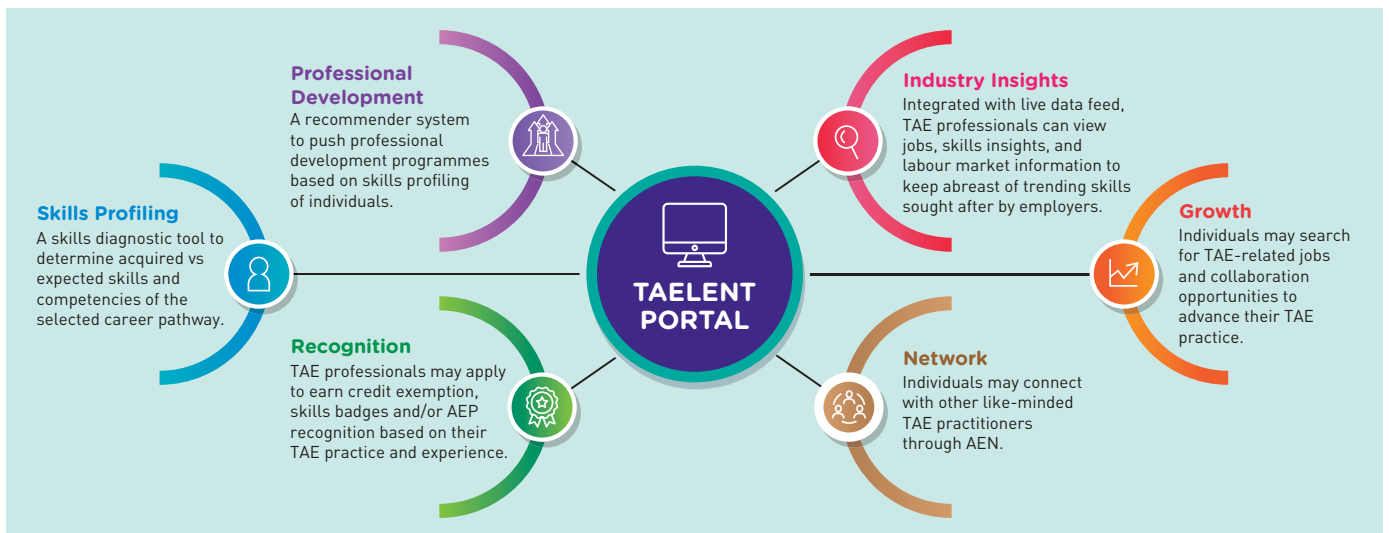 Professional
Development
A recommender system
to push professional
development programmes
based on skills profiling
of individuals.
Industry Insights
Integrated with live data feed,
TAE professionals can view
jobs, skills insights, and
labour market information to
keep abreast of trending skills
sought after by employers.
Skills Profiling
A skills diagnostic tool to
determine acquired vs
expected skills and
competencies of the
selected career pathway.
TAELENT
PORTAL
Growth
Individuals may search
for TAE-related jobs
and collaboration
opportunities to
advance their TAE
practice.
Recognition
TAE professionals may apply
to earn credit exemption,
skills badges and/or AEP
recognition based on their
TAE practice and experience.
Network
Individuals may connect
with other like-minded
TAE practitioners
through AEN.